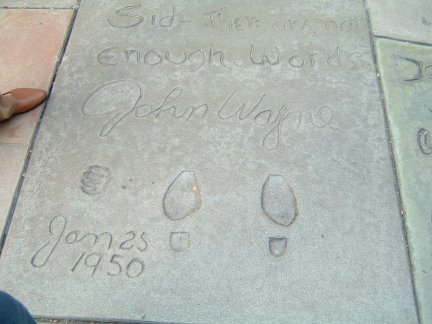 Sid - There are not
Enough Words
John Wayne
Jan 25
1950